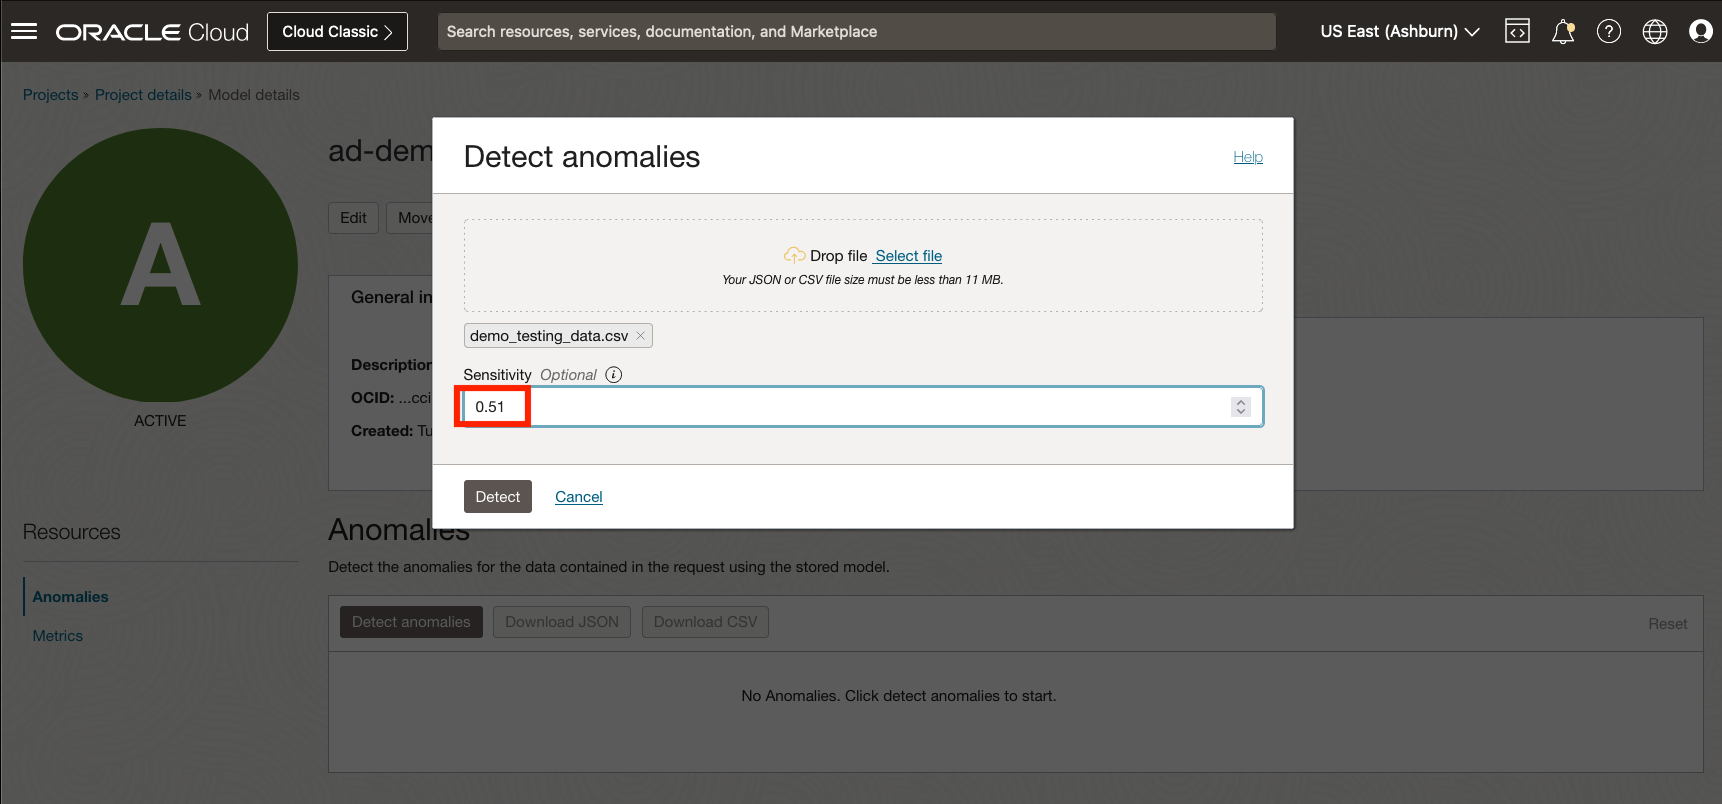 ORACLE Cloud
Cloud Classic
Search resources, services, documentation, and Marketplace
US East (Ashburn)
Projects » Project details » Model details
A
ACTIVE
ad-dem
Edit
Move
General in
Description
OCID: ...cci
Created: Tu
Detect anomalies
Help
Drop file Select file
Your JSON or CSV file size must be less than 11 MB.
demo_testing_data.csv
Sensitivity Optional
0.51
Detect
Cancel
Resources
Anomalies
Metrics
Anomalies
Detect the anomalies for the data contained in the request using the stored model.
Detect anomalies
Download JSON
Download CSV
Reset
No Anomalies. Click detect anomalies to start.